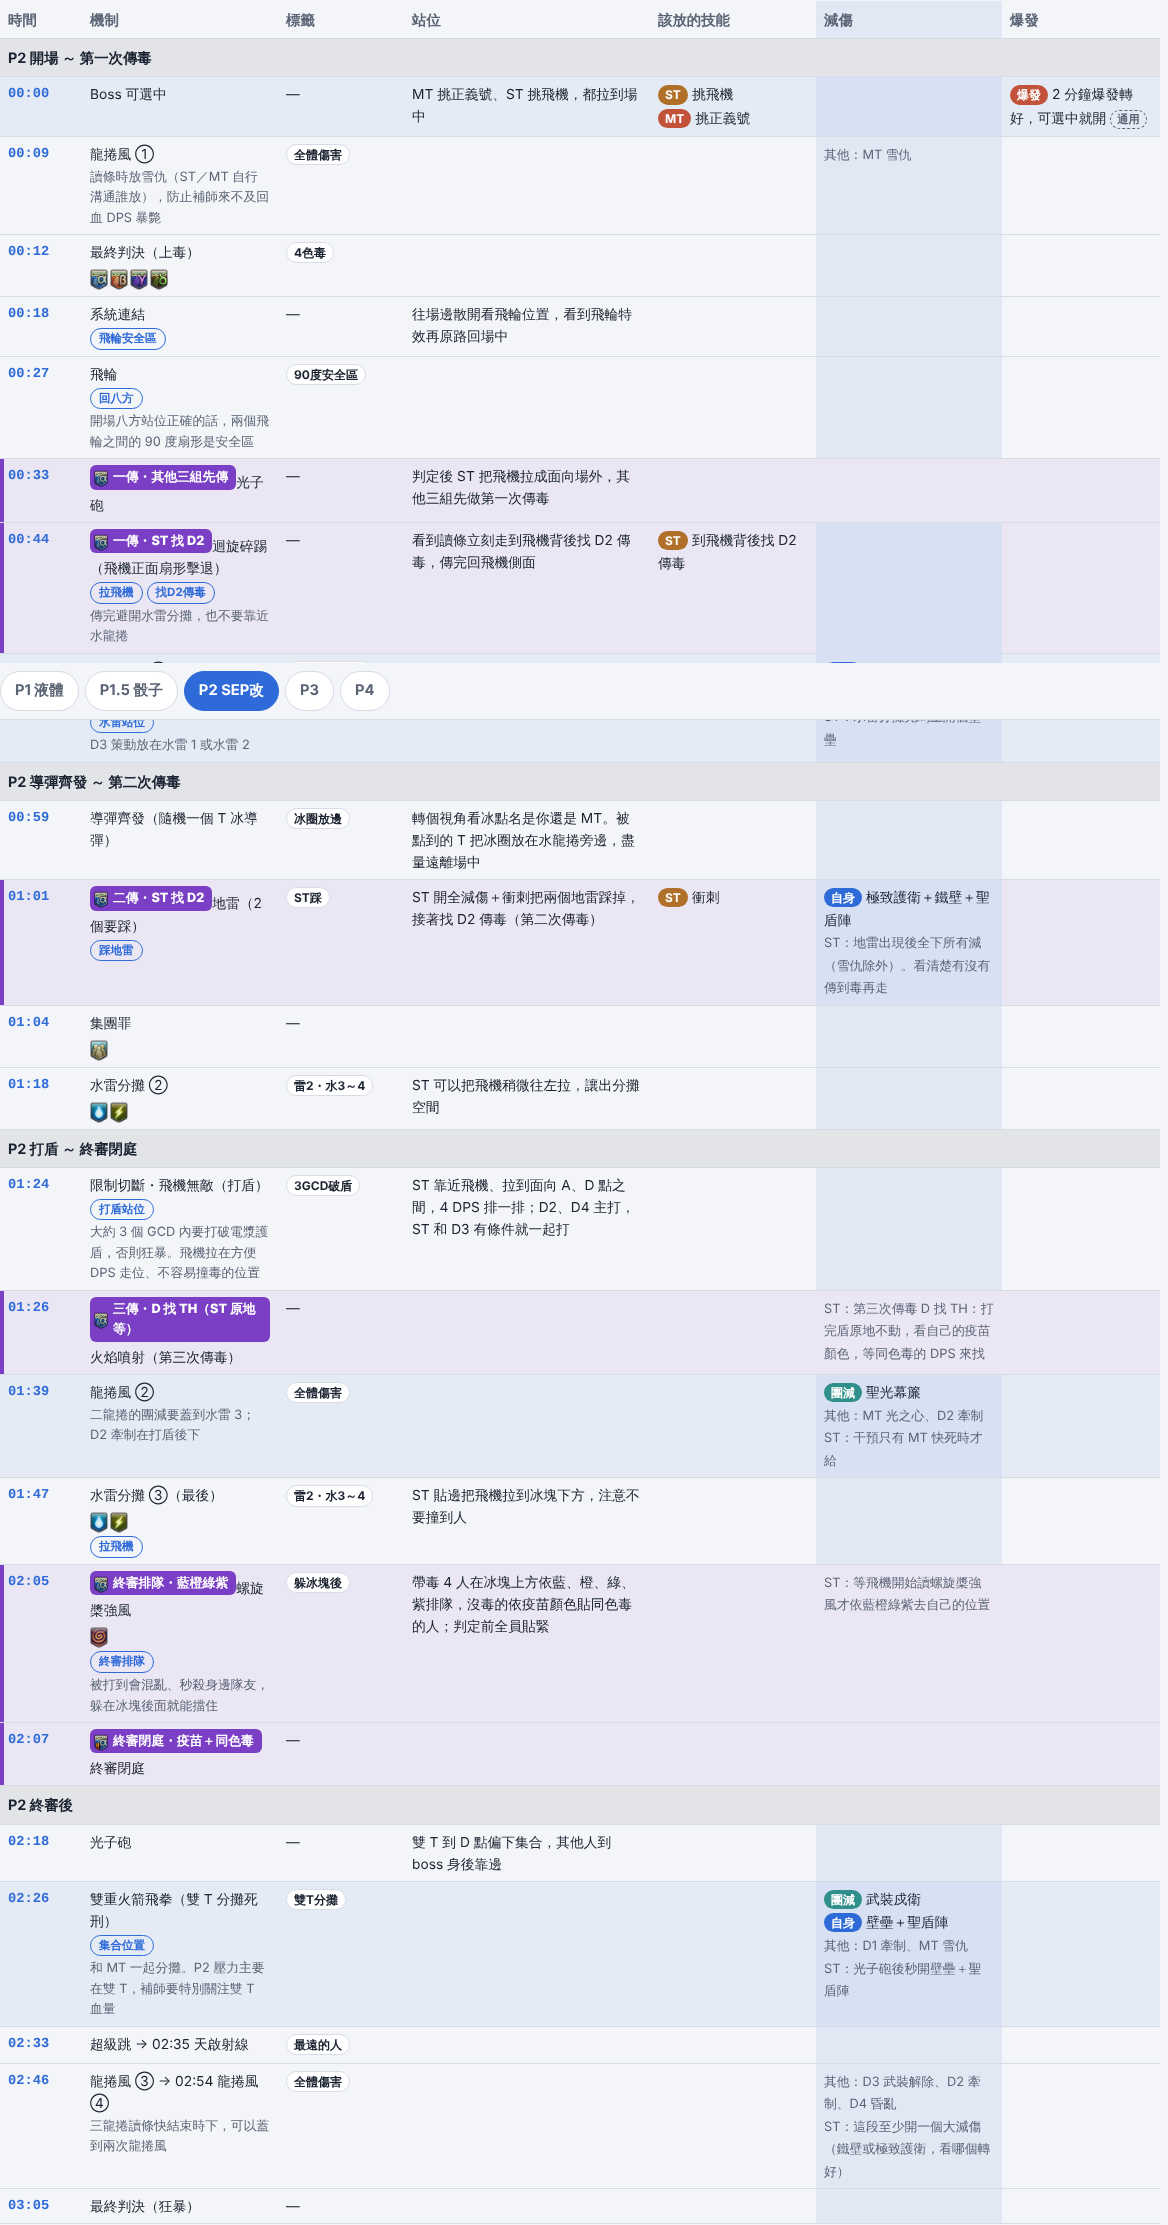 時間 機制 標籤 站位 該放的技能 減傷 爆發
P2 開場 ～ 第一次傳毒
00:00 Boss 可選中 — MT 挑正義號、ST 挑飛機，都拉到場 ST 挑飛機 爆發 2 分鐘爆發轉
中 MT 挑正義號 好，可選中就開 通用
00:09 龍捲風 ① 全體傷害 其他：MT 雪仇
讀條時放雪仇（ST／MT 自行
溝通誰放），防止補師來不及回
血 DPS 暴斃
00:12 最終判決（上毒） 4色毒
00:18 系統連結 — 往場邊散開看飛輪位置，看到飛輪特
飛輪安全區 效再原路回場中
00:27 飛輪 90度安全區
回八方
開場八方站位正確的話，兩個飛
輪之間的 90 度扇形是安全區
00:33 一傳・其他三組先傳 光子 — 判定後 ST 把飛機拉成面向場外，其
砲 他三組先做第一次傳毒
00:44 一傳・ST 找 D2 迴旋碎踢 — 看到讀條立刻走到飛機背後找 D2 傳 ST 到飛機背後找 D2
（飛機正面扇形擊退） 毒，傳完回飛機側面 傳毒
拉飛機 找D2傳毒
傳完避開水雷分攤，也不要靠近
水龍捲
P1 液體 P1.5 骰子 P2 SEP改 P3 P4
水雷站位
D3 策動放在水雷 1 或水雷 2 壘
P2 導彈齊發 ～ 第二次傳毒
00:59 導彈齊發（隨機一個 T 冰導 冰圈放邊 轉個視角看冰點名是你還是 MT。被
彈） 點到的 T 把冰圈放在水龍捲旁邊，盡
量遠離場中
01:01 二傳・ST 找 D2 地雷（2 ST踩 ST 開全減傷＋衝刺把兩個地雷踩掉， ST 衝刺 自身 極致護衛＋鐵壁＋聖
個要踩） 接著找 D2 傳毒（第二次傳毒） 盾陣
踩地雷 ST：地雷出現後全下所有減
（雪仇除外）。看清楚有沒有
傳到毒再走
01:04 集團罪 —
01:18 水雷分攤 ② 雷2・水3～4 ST 可以把飛機稍微往左拉，讓出分攤
空間
P2 打盾 ～ 終審閉庭
01:24 限制切斷・飛機無敵（打盾） 3GCD破盾 ST 靠近飛機、拉到面向 A、D 點之
打盾站位 間，4 DPS 排一排；D2、D4 主打，
大約 3 個 GCD 內要打破電漿護 ST 和 D3 有條件就一起打
盾，否則狂暴。飛機拉在方便
DPS 走位、不容易撞毒的位置
01:26 三傳・D 找 TH（ST 原地 — ST：第三次傳毒 D 找 TH：打
等） 完盾原地不動，看自己的疫苗
火焰噴射（第三次傳毒） 顏色，等同色毒的 DPS 來找
01:39 龍捲風 ② 全體傷害 團減 聖光幕簾
二龍捲的團減要蓋到水雷 3； 其他：MT 光之心、D2 牽制
D2 牽制在打盾後下 ST：干預只有 MT 快死時才
給
01:47 水雷分攤 ③（最後） 雷2・水3～4 ST 貼邊把飛機拉到冰塊下方，注意不
要撞到人
拉飛機
02:05 終審排隊・藍橙綠紫 螺旋 躲冰塊後 帶毒 4 人在冰塊上方依藍、橙、綠、 ST：等飛機開始讀螺旋槳強
槳強風 紫排隊，沒毒的依疫苗顏色貼同色毒 風才依藍橙綠紫去自己的位置
的人；判定前全員貼緊
終審排隊
被打到會混亂、秒殺身邊隊友，
躲在冰塊後面就能擋住
02:07 終審閉庭・疫苗＋同色毒 —
終審閉庭
P2 終審後
02:18 光子砲 — 雙 T 到 D 點偏下集合，其他人到
boss 身後靠邊
02:26 雙重火箭飛拳（雙 T 分攤死 雙T分攤 團減 武裝戍衛
刑） 自身 壁壘＋聖盾陣
集合位置 其他：D1 牽制、MT 雪仇
和 MT 一起分攤。P2 壓力主要 ST：光子砲後秒開壁壘＋聖
在雙 T，補師要特別關注雙 T 盾陣
血量
02:33 超級跳 → 02:35 天啟射線 最遠的人
02:46 龍捲風 ③ → 02:54 龍捲風 全體傷害 其他：D3 武裝解除、D2 牽
④ 制、D4 昏亂
三龍捲讀條快結束時下，可以蓋 ST：這段至少開一個大減傷
到兩次龍捲風 （鐵壁或極致護衛，看哪個轉
好）
03:05 最終判決（狂暴） —